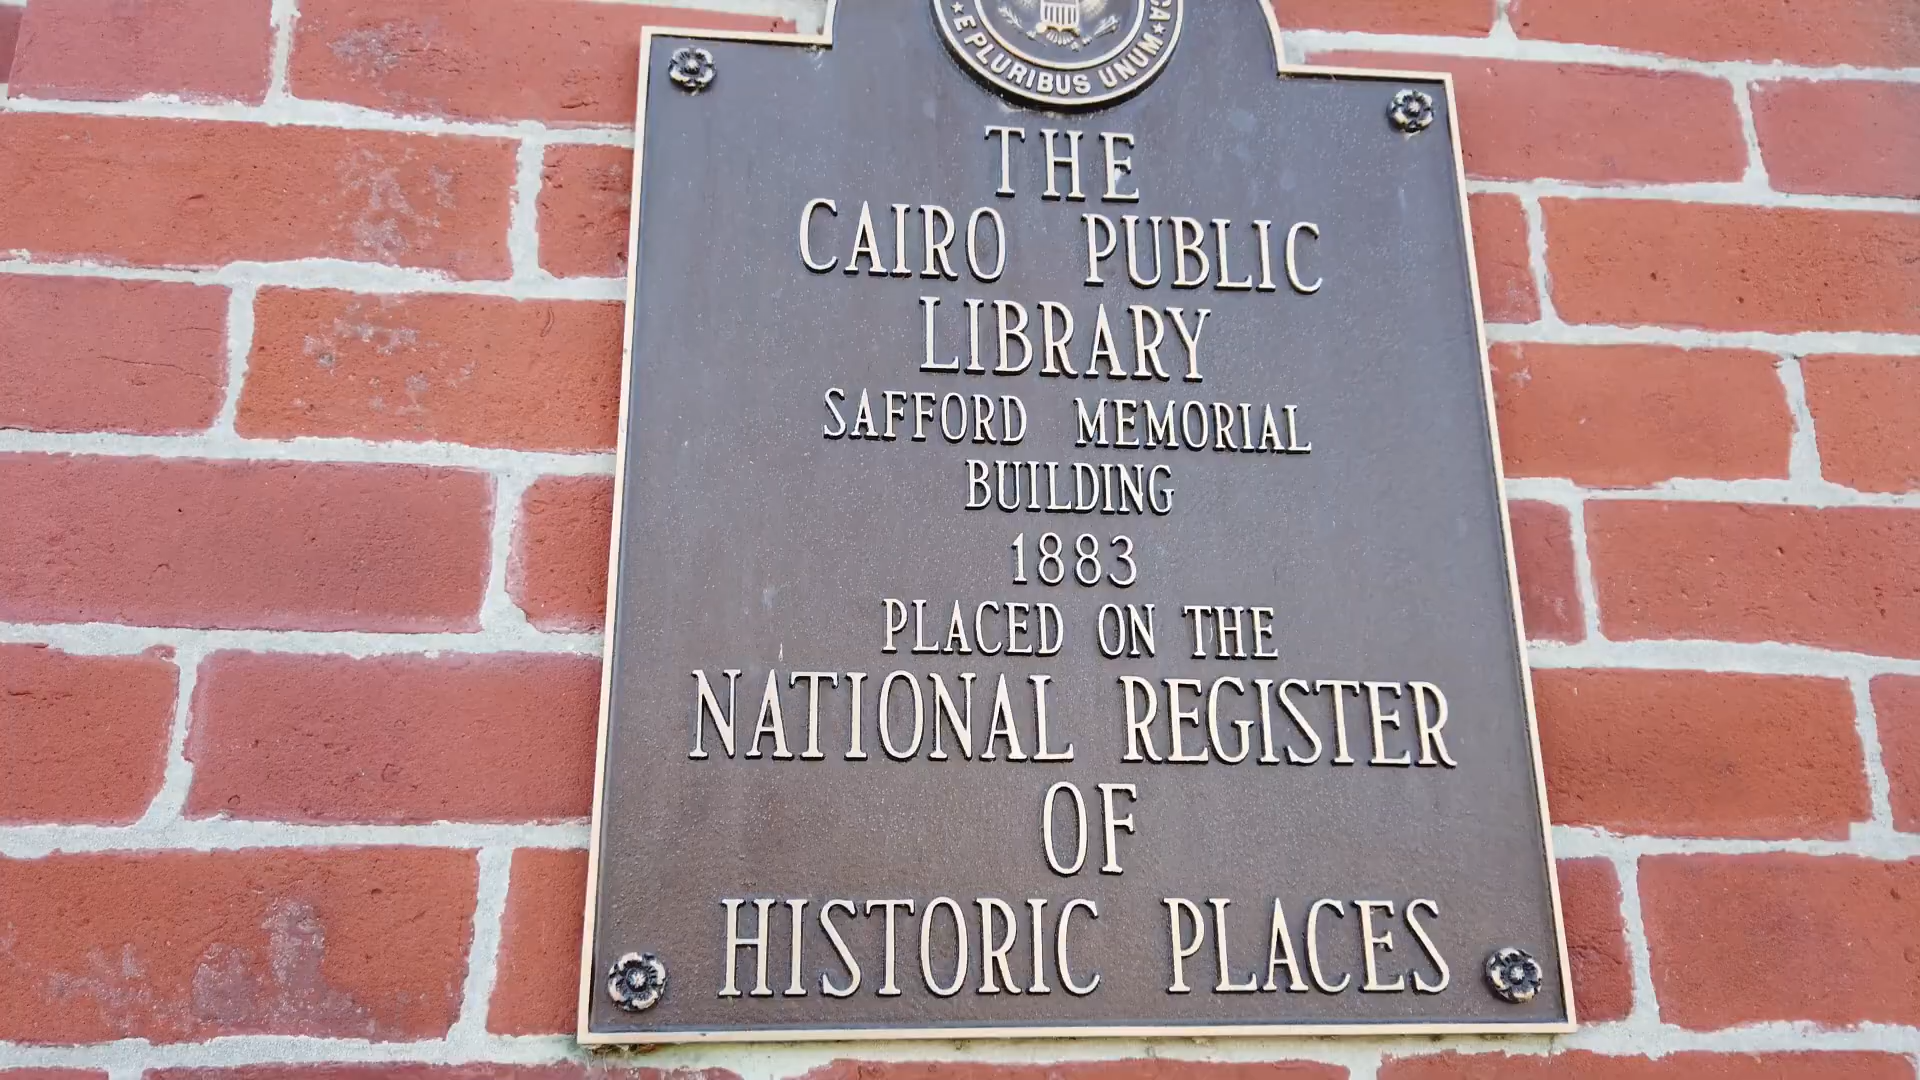 ★ E PLURIBUS UNUM ★
THE
CAIRO PUBLIC
LIBRARY
SAFFORD MEMORIAL
BUILDING
1883
PLACED ON THE
NATIONAL REGISTER
OF
HISTORIC PLACES